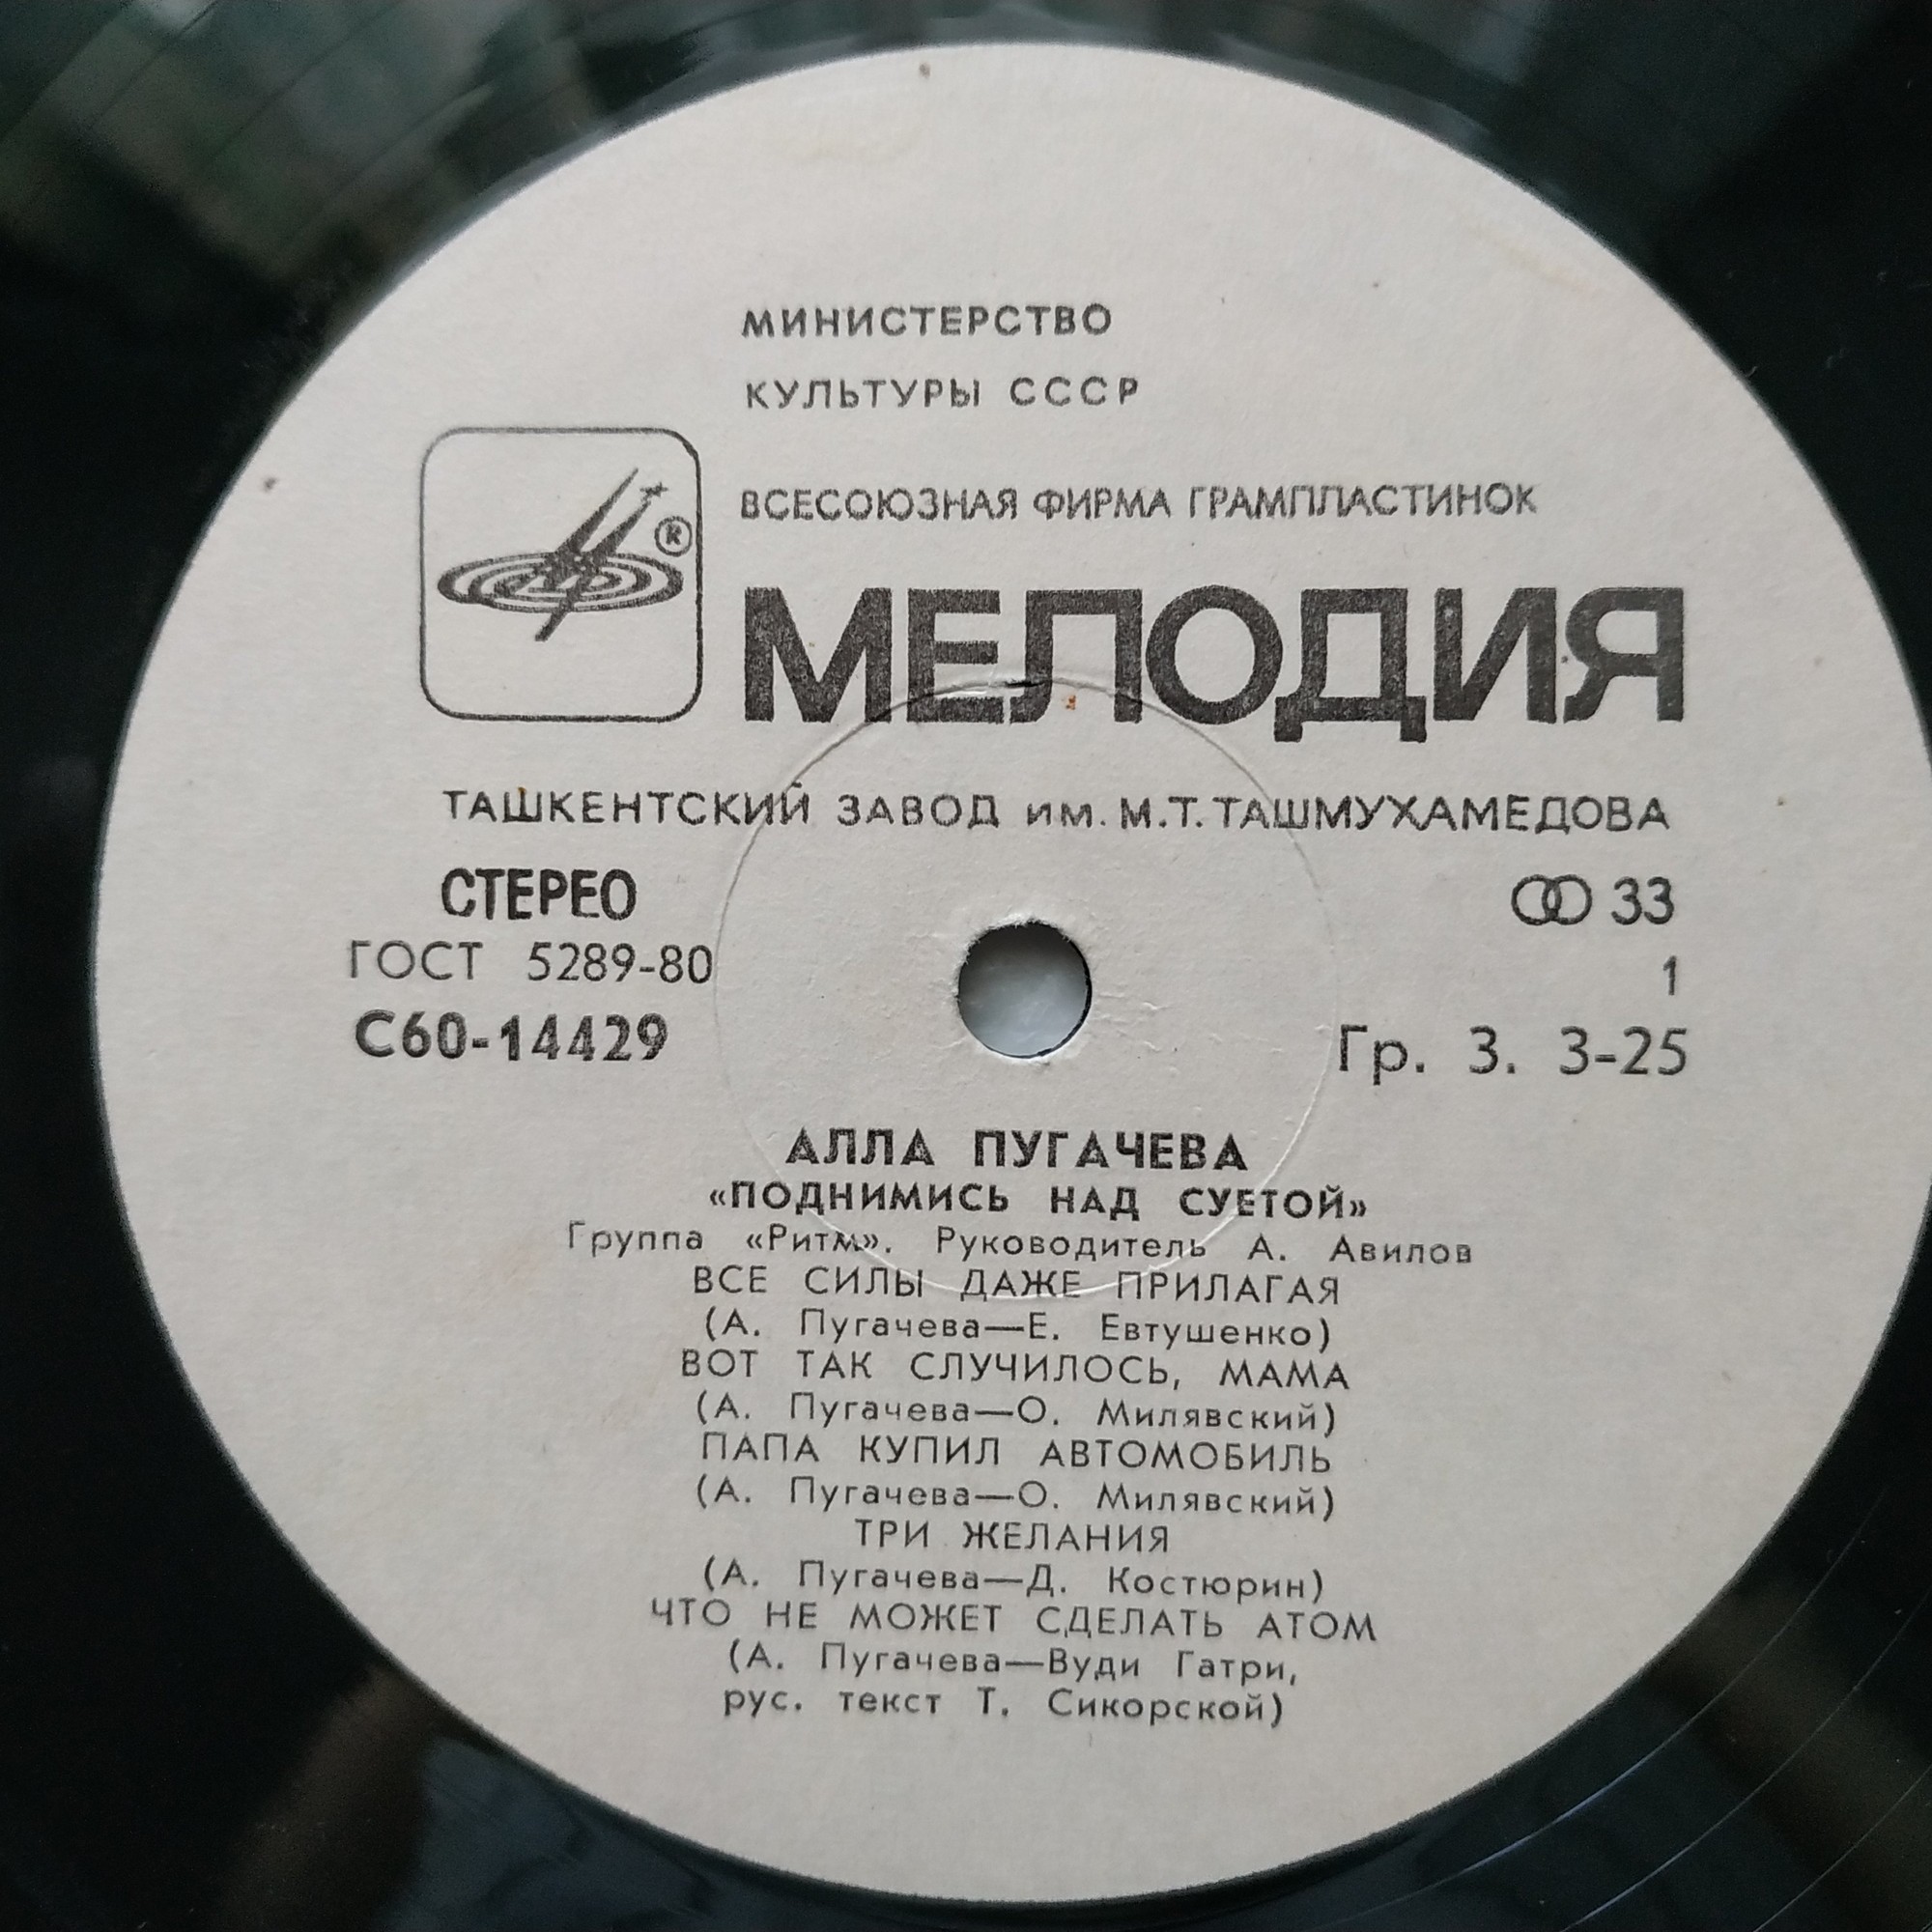 МИНИСТЕРСТВО
КУЛЬТУРЫ СССР
ВСЕСОЮЗНАЯ ФИРМА ГРАМПЛАСТИНОК
®
МЕЛОДИЯ
ТАШКЕНТСКИЙ ЗАВОД им. М.Т. ТАШМУХАМЕДОВА
СТЕРЕО
33
ГОСТ 5289-80
1
С60-14429
Гр. 3. 3-25
АЛЛА ПУГАЧЕВА
«ПОДНИМИСЬ НАД СУЕТОЙ»
Группа «Ритм». Руководитель А. Авилов
ВСЕ СИЛЫ ДАЖЕ ПРИЛАГАЯ
(А. Пугачева—Е. Евтушенко)
ВОТ ТАК СЛУЧИЛОСЬ, МАМА
(А. Пугачева—О. Милявский)
ПАПА КУПИЛ АВТОМОБИЛЬ
(А. Пугачева—О. Милявский)
ТРИ ЖЕЛАНИЯ
(А. Пугачева—Д. Костюрин)
ЧТО НЕ МОЖЕТ СДЕЛАТЬ АТОМ
(А. Пугачева—Вуди Гатри,
рус. текст Т. Сикорской)